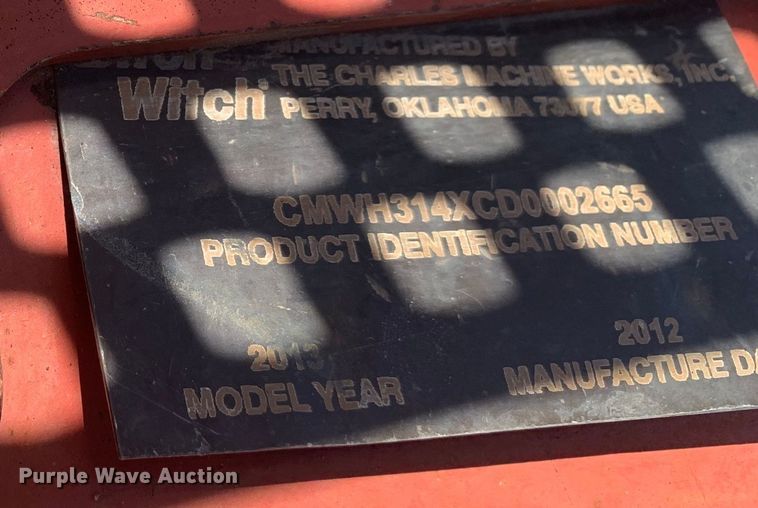 MANUFACTURED BY
Witch® THE CHARLES MACHINE WORKS, INC.
PERRY, OKLAHOMA 73077 USA
CMWH314XCD0002665
PRODUCT IDENTIFICATION NUMBER
2013 2012
MODEL YEAR MANUFACTURE DA
Purple Wave Auction